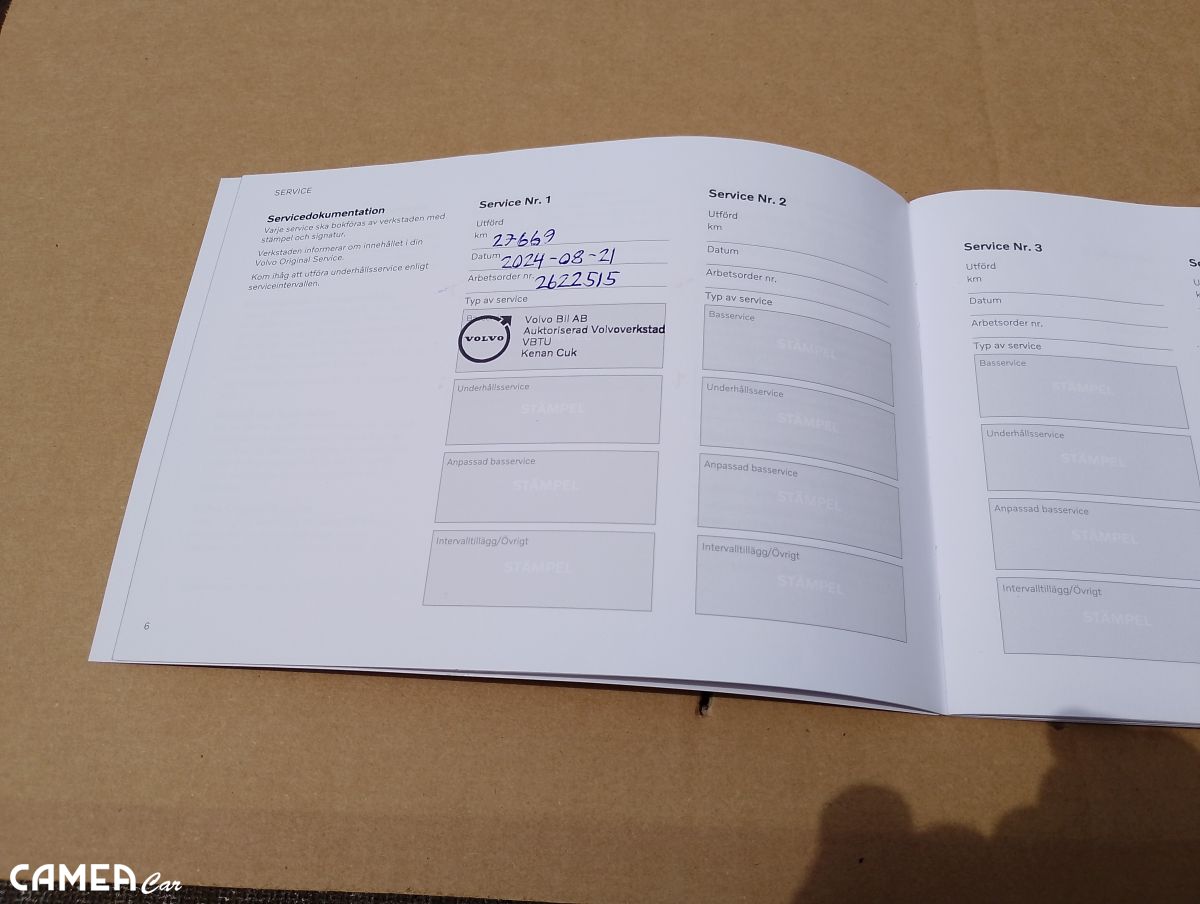 SERVICE
Servicedokumentation
Varje service ska bokföras av verkstaden med
stämpel och signatur.
Verkstaden informerar om innehållet i din
Volvo Original Service.
Kom ihåg att utföra underhållsservice enligt
serviceintervallen.
6
Service Nr. 1
Utförd
km 27669
Datum 2024-08-21
Arbetsorder nr. 2622515
Typ av service
VOLVO
Volvo Bil AB
Auktoriserad Volvoverkstad
VBTU
Kenan Cuk
Underhållsservice
STÄMPEL
Anpassad basservice
STÄMPEL
Intervalltillägg/Övrigt
STÄMPEL
Service Nr. 2
Utförd
km
Datum
Arbetsorder nr.
Typ av service
Basservice
STÄMPEL
Underhållsservice
STÄMPEL
Anpassad basservice
STÄMPEL
Intervalltillägg/Övrigt
STÄMPEL
Service Nr. 3
Utförd
km
Datum
Arbetsorder nr.
Typ av service
Basservice
STÄMPEL
Underhållsservice
STÄMPEL
Anpassad basservice
STÄMPEL
Intervalltillägg/Övrigt
STÄMPEL
CAMEA Car